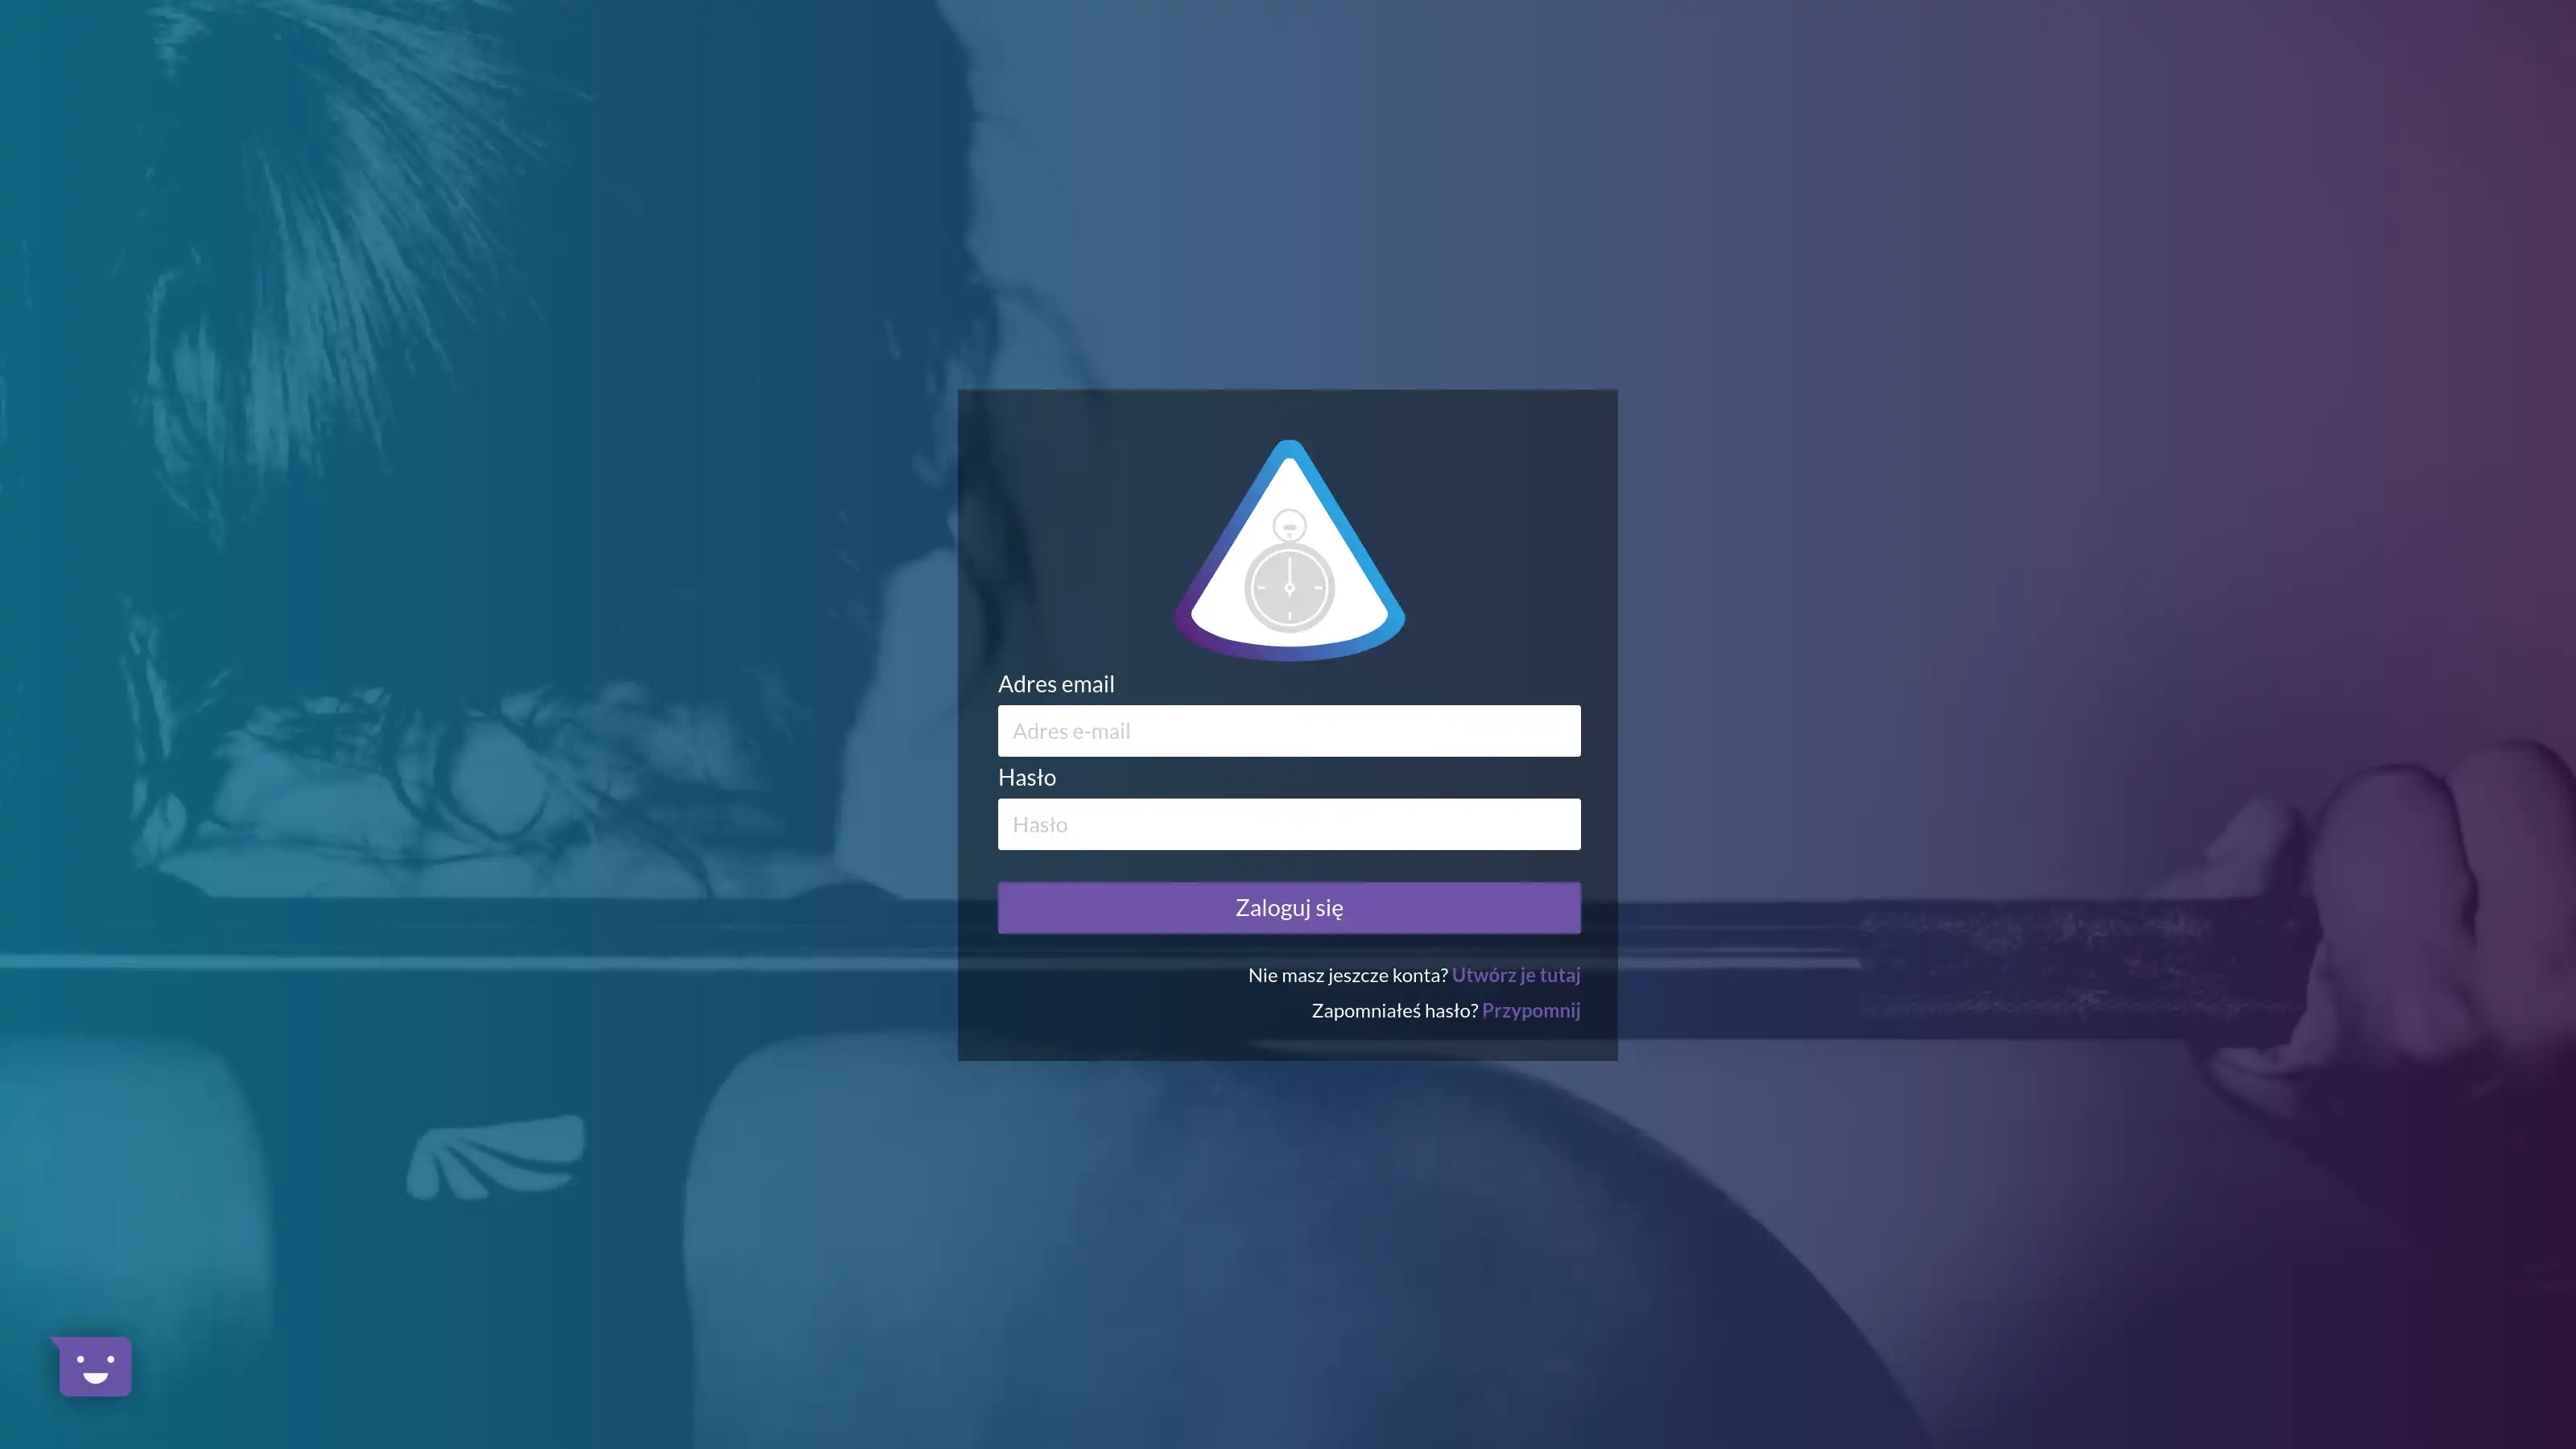 Adres email
Adres e-mail
Hasło
Hasło
Zaloguj się
Nie masz jeszcze konta? Utwórz je tutaj
Zapomniałeś hasło? Przypomnij